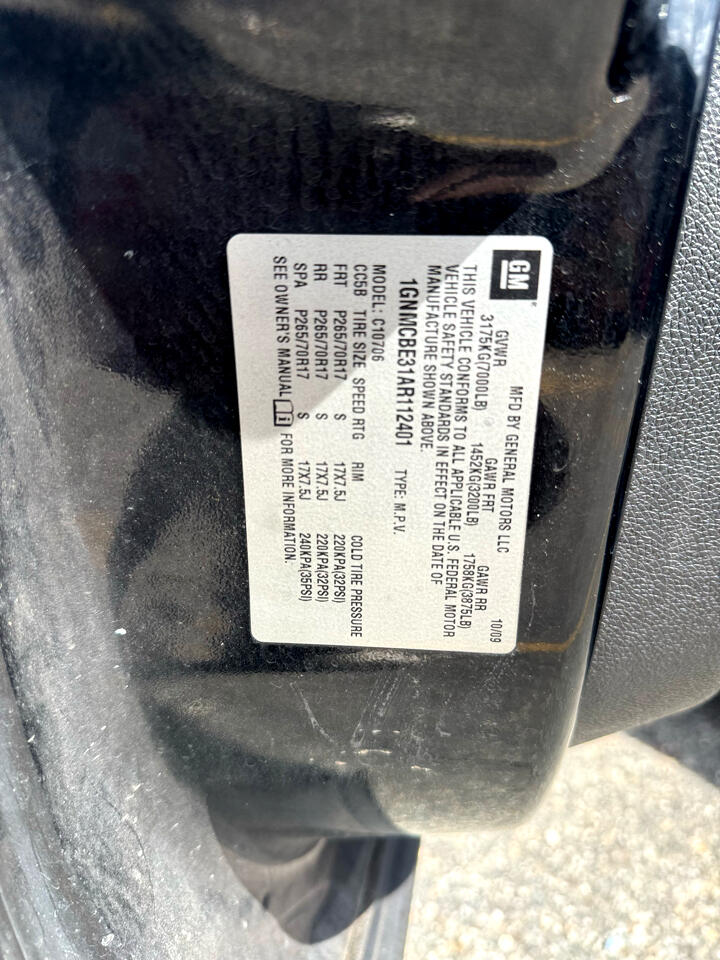 GM
MFD BY GENERAL MOTORS LLC 10/09
GVWR GAWR FRT GAWR RR
3175KG(7000LB) 1452KG(3200LB) 1758KG(3875LB)
THIS VEHICLE CONFORMS TO ALL APPLICABLE U.S. FEDERAL MOTOR
VEHICLE SAFETY STANDARDS IN EFFECT ON THE DATE OF
MANUFACTURE SHOWN ABOVE.
1GNMCBE31AR112401 TYPE: M.P.V.
MODEL: C10706
CC5B TIRE SIZE SPEED RTG RIM COLD TIRE PRESSURE
FRT P265/70R17 S 17X7.5J 220KPA(32PSI)
RR P265/70R17 S 17X7.5J 220KPA(32PSI)
SPA P265/70R17 S 17X7.5J 240KPA(35PSI)
SEE OWNER'S MANUAL FOR MORE INFORMATION.